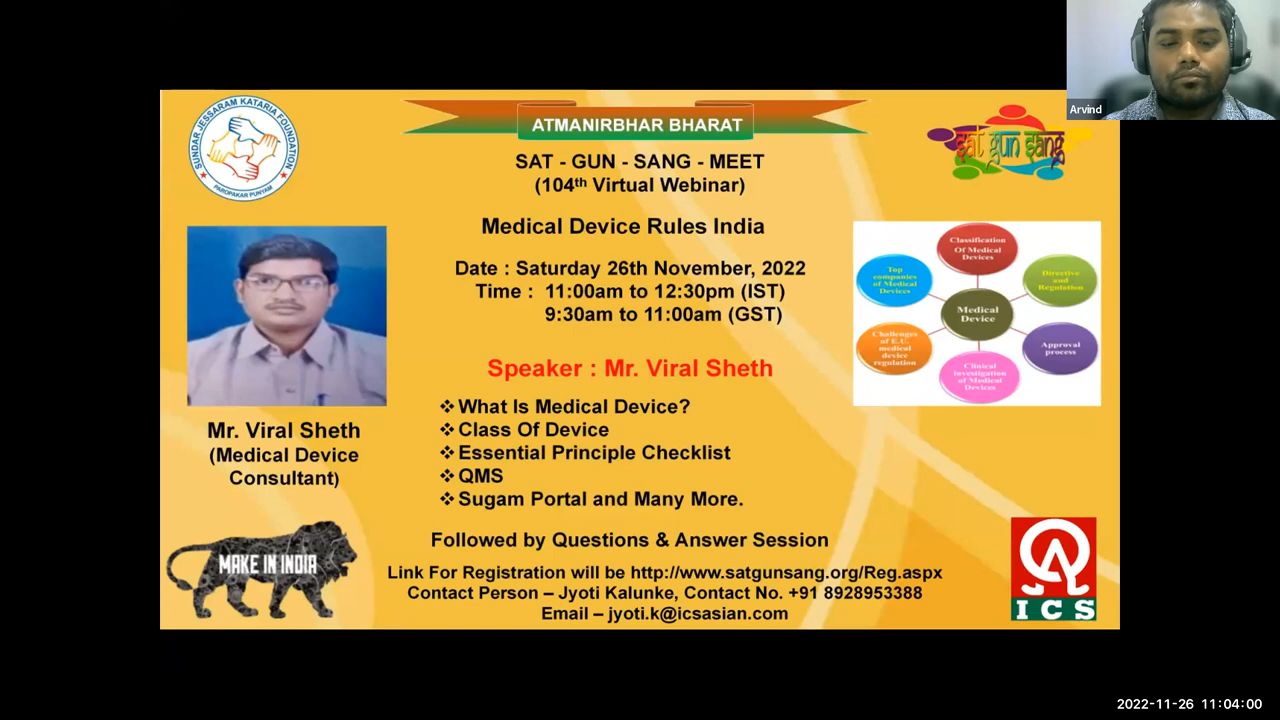 Arvind
SUNDAR JESSARAM KATARIA FOUNDATION
PAROPAKAR PUNYAM
ATMANIRBHAR BHARAT
sat gun sang
SAT - GUN - SANG - MEET
(104th Virtual Webinar)
Medical Device Rules India
Date : Saturday 26th November, 2022
Time : 11:00am to 12:30pm (IST)
9:30am to 11:00am (GST)
Speaker : Mr. Viral Sheth
❖What Is Medical Device?
❖Class Of Device
❖Essential Principle Checklist
❖QMS
❖Sugam Portal and Many More.
Mr. Viral Sheth
(Medical Device
Consultant)
Classification
Of Medical
Devices
Top
companies
of Medical
Devices
Directive
and
Regulation
Medical
Device
Challenges
of E.U.
medical
device
regulation
Approval
process
Clinical
investigation
of Medical
Devices
MAKE IN INDIA
Followed by Questions & Answer Session
Link For Registration will be http://www.satgunsang.org/Reg.aspx
Contact Person – Jyoti Kalunke, Contact No. +91 8928953388
Email – jyoti.k@icsasian.com
ICS
2022-11-26 11:04:00